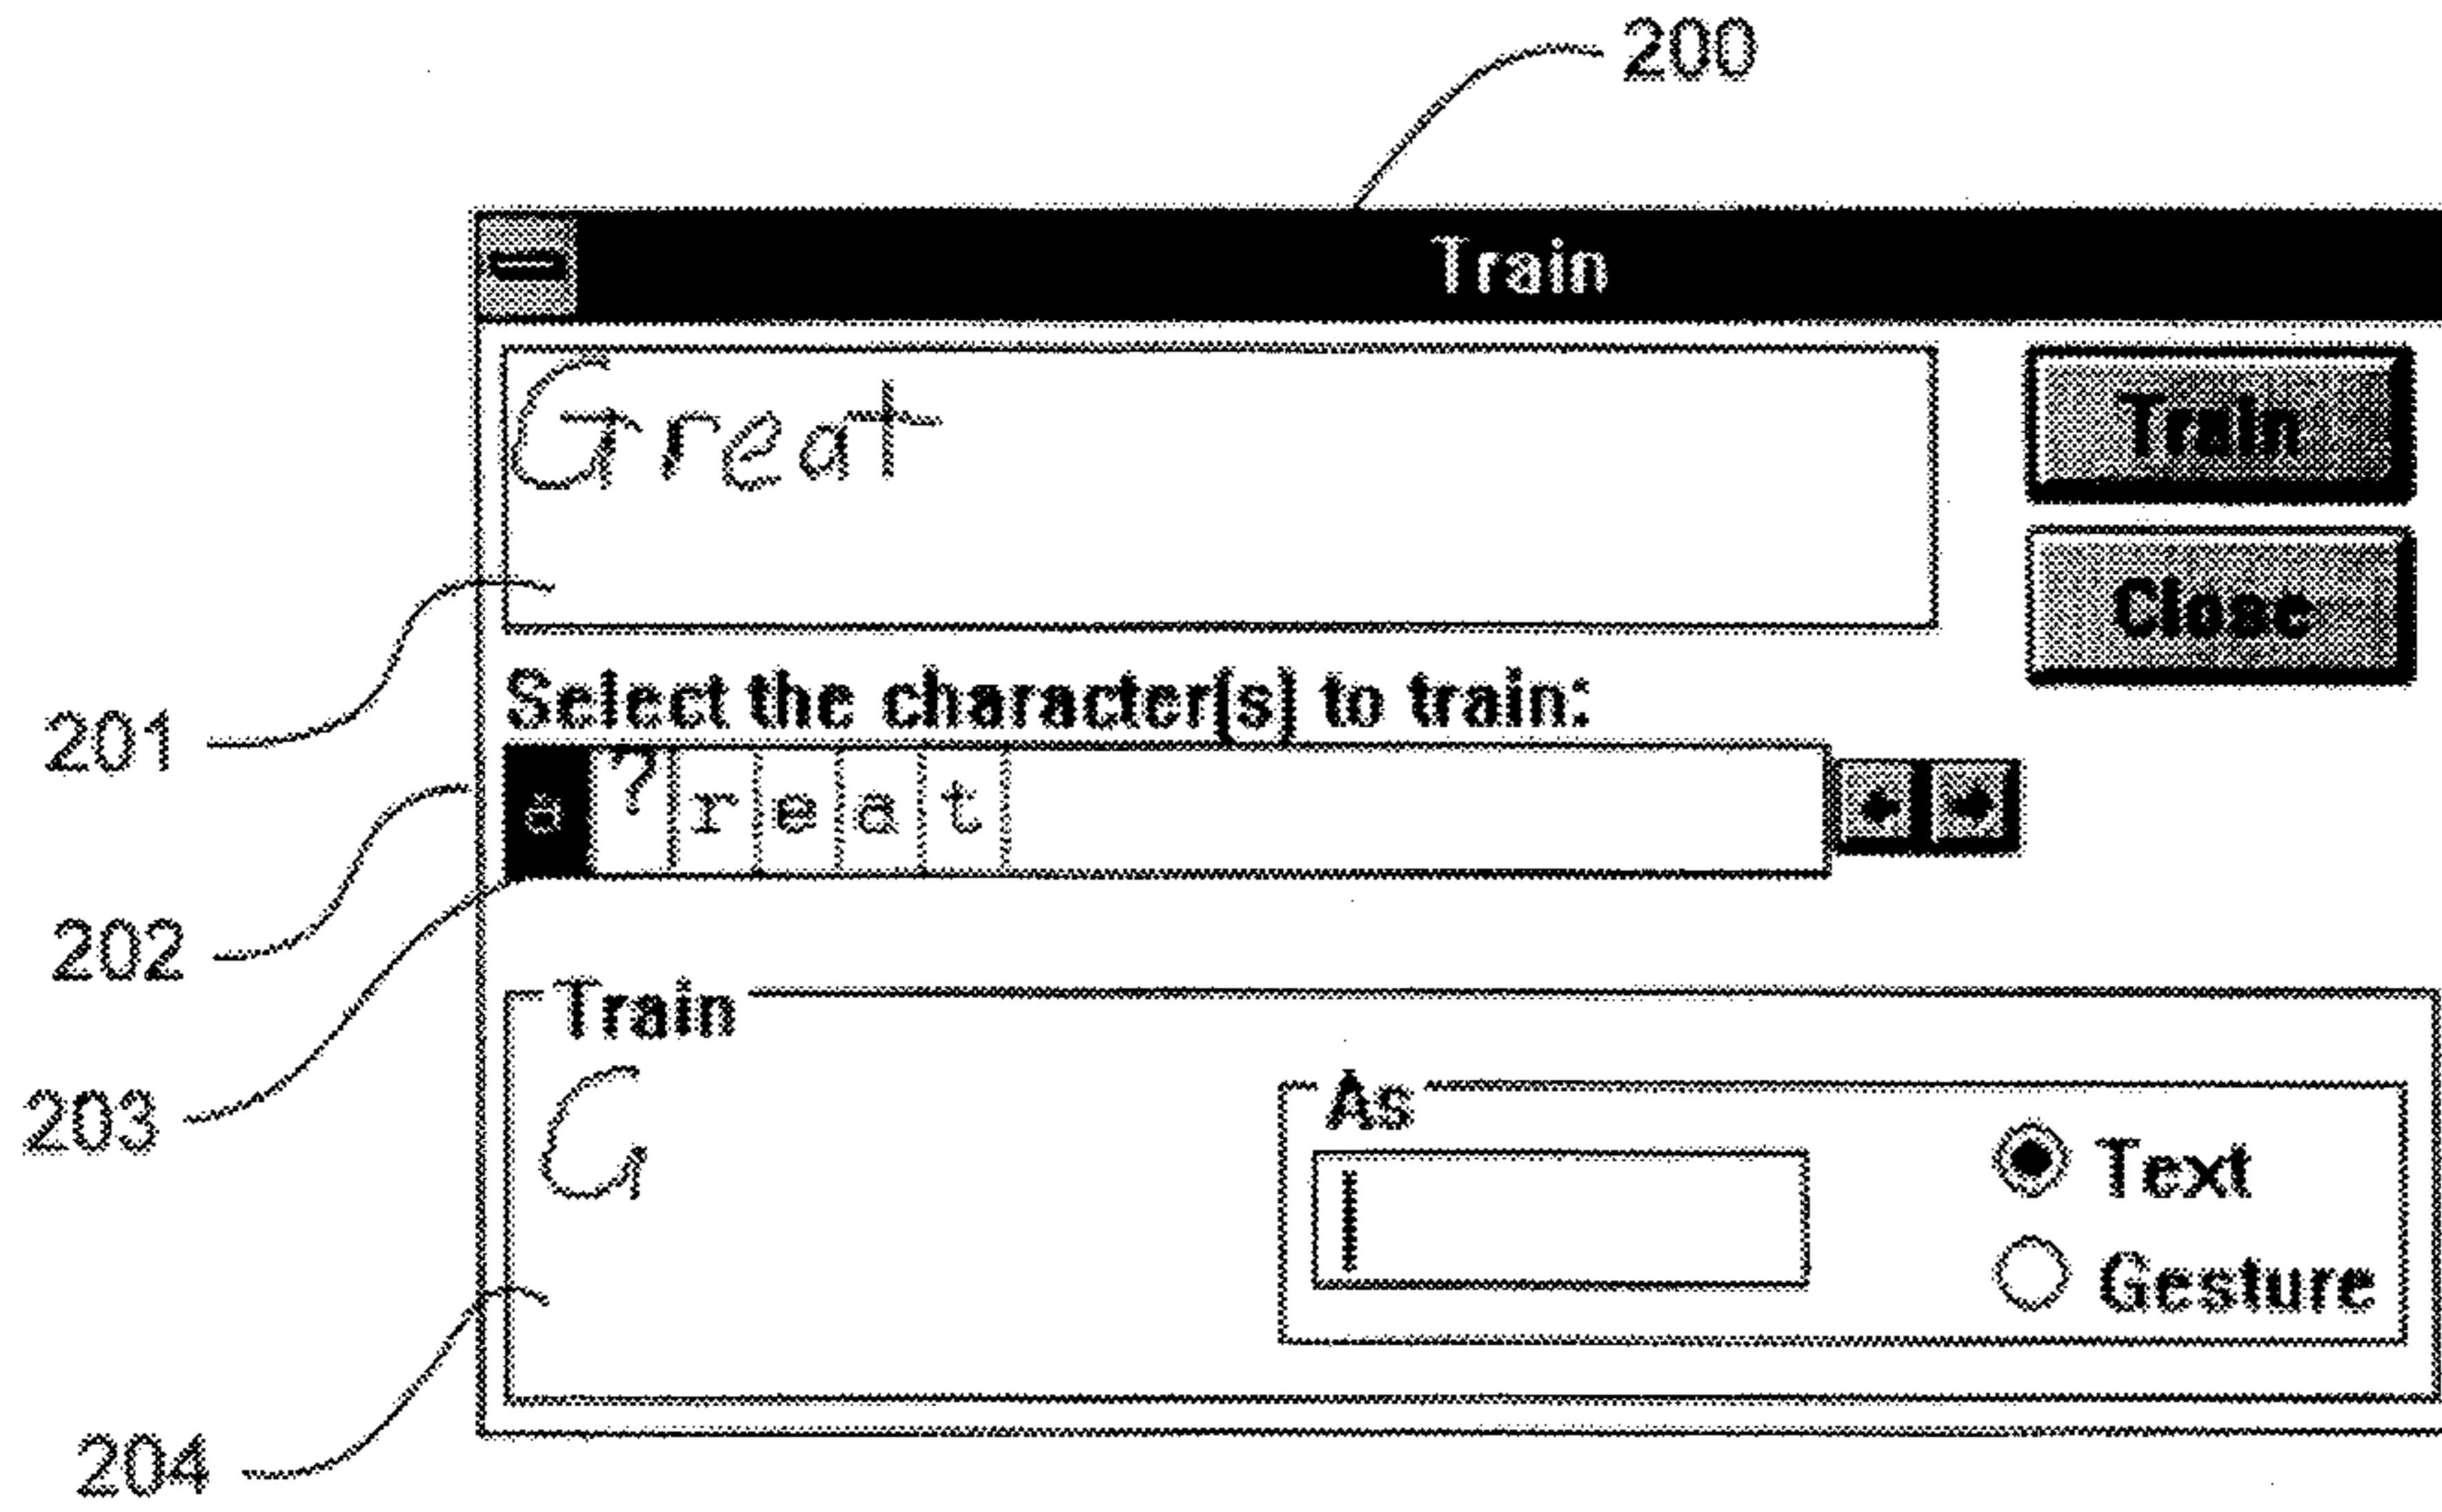 200
Train
Great
Train
Close
201
Select the character(s) to train:
a ? r e a t
202
Train
G
203
As
Text
Gesture
204